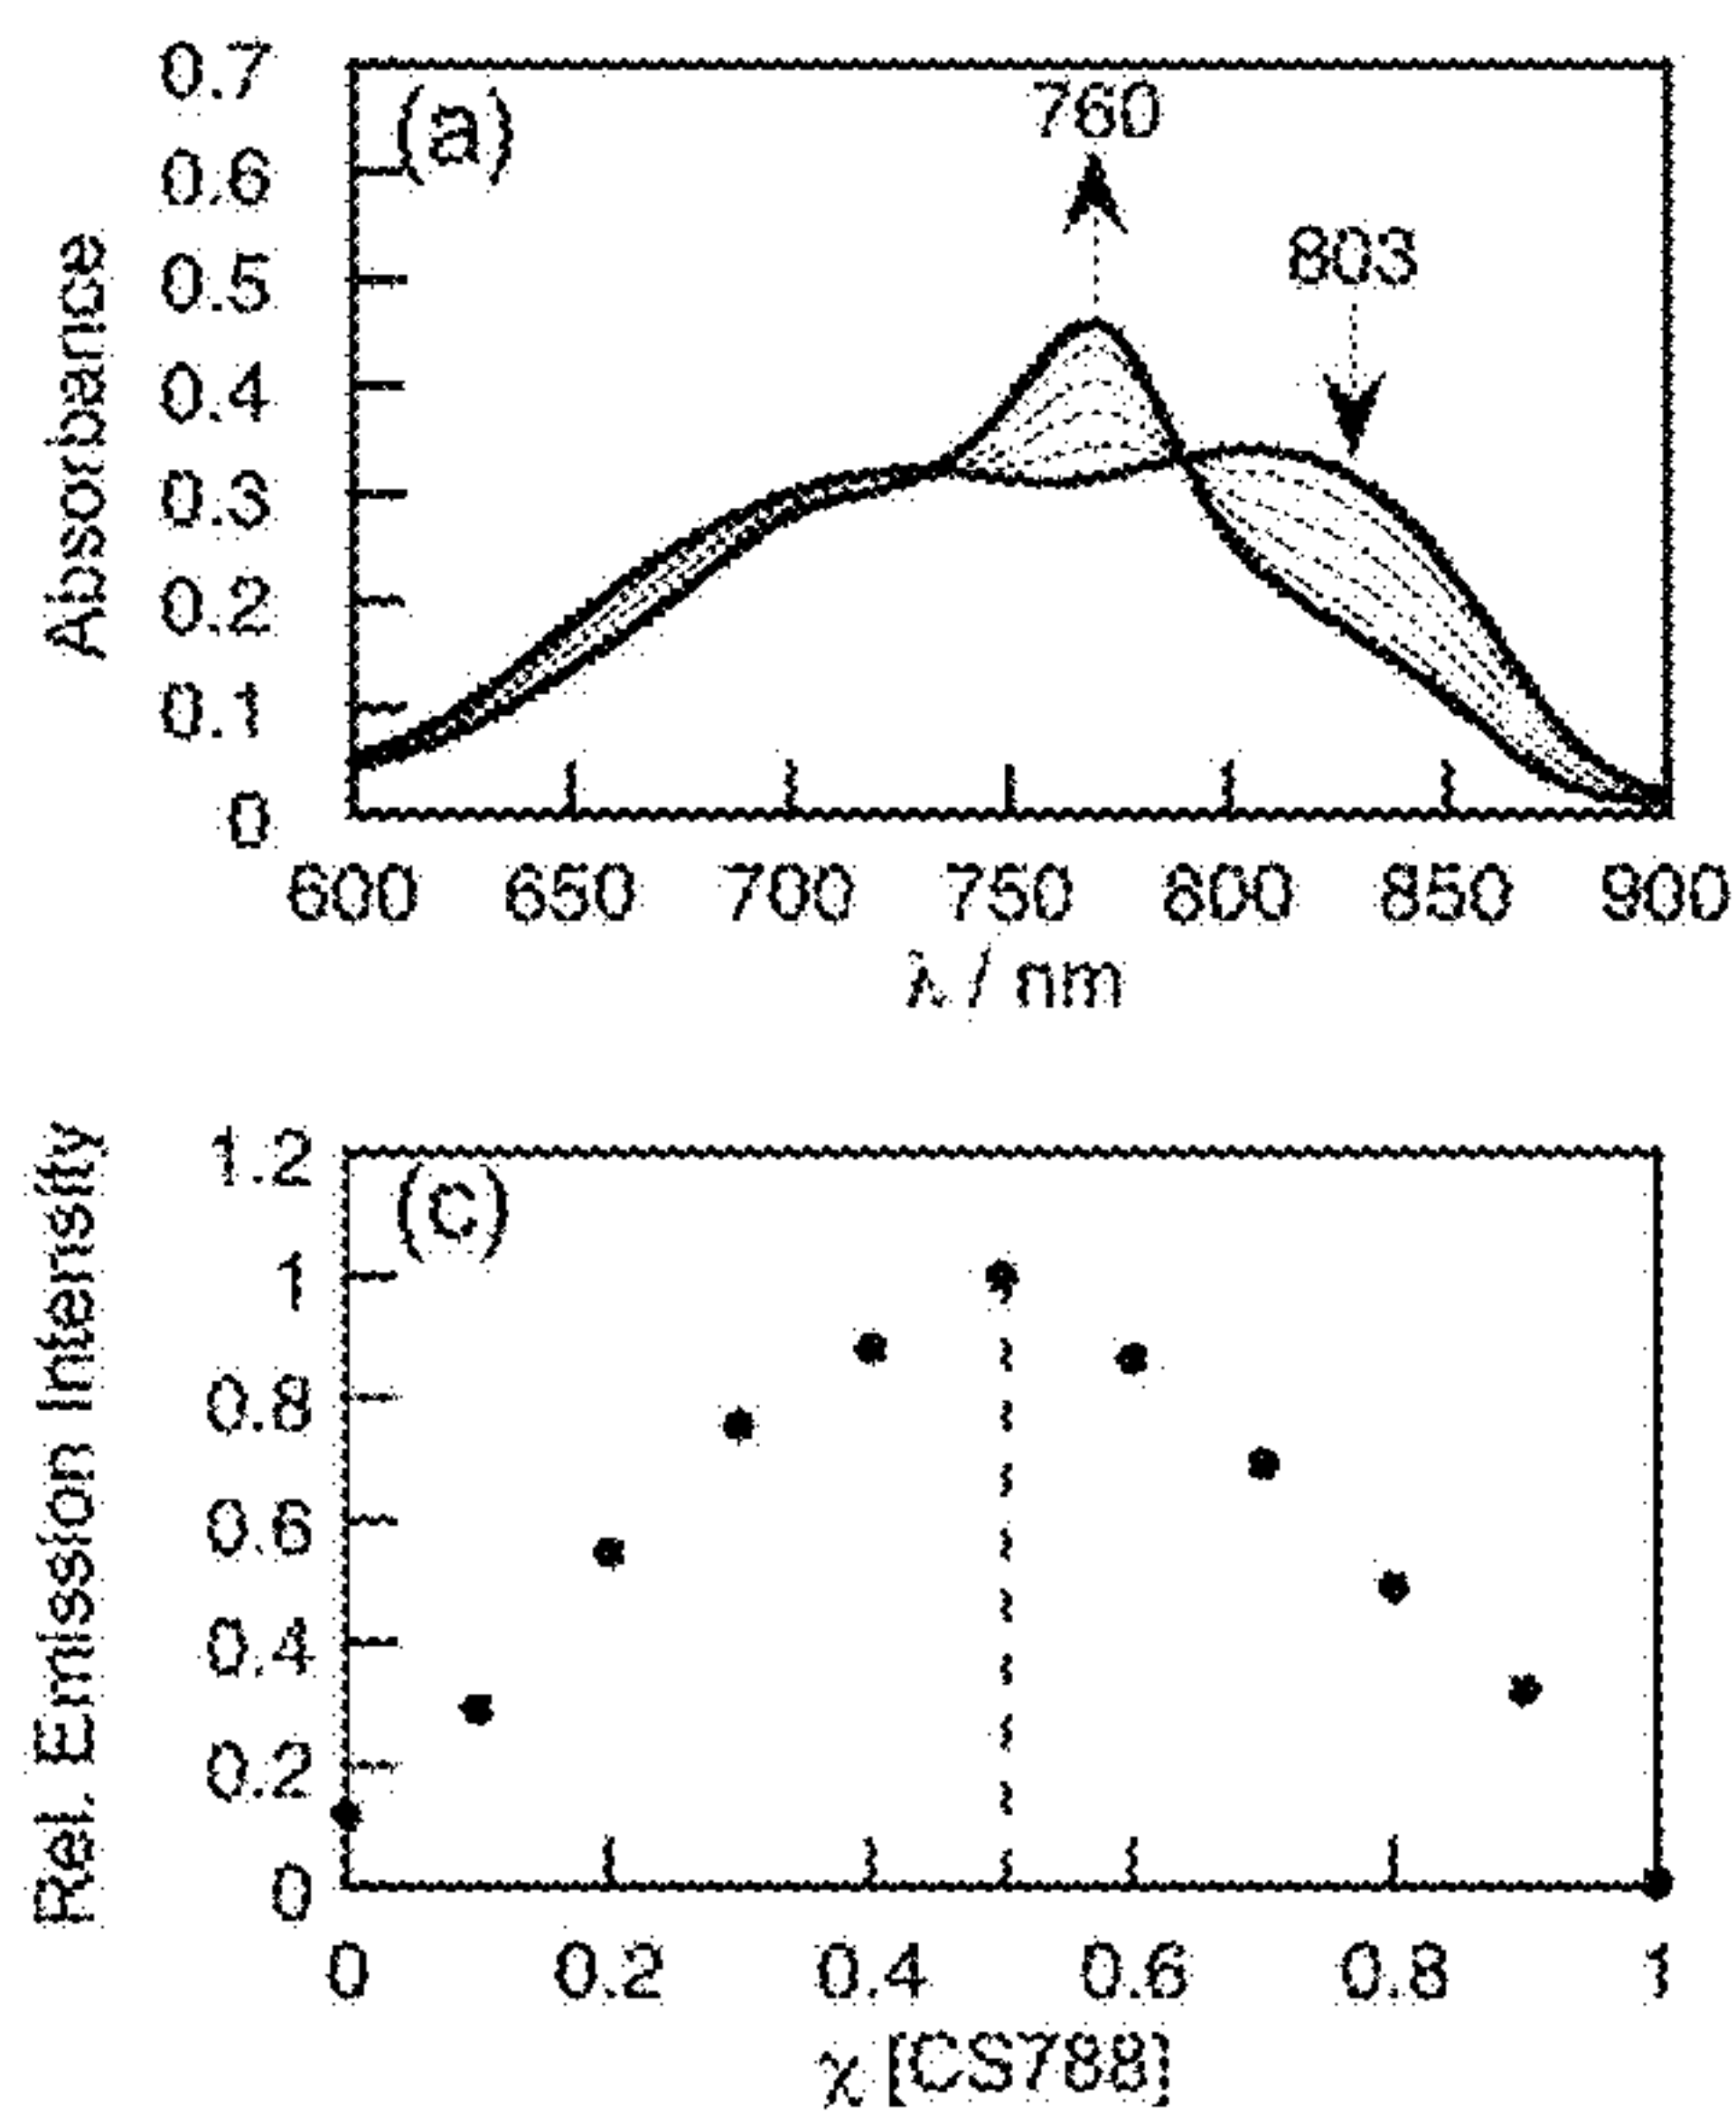 0.7
(a)
760
0.6
803
0.5
0.4
0.3
0.2
0.1
0
Absorbance
600 650 700 750 800 850 900
λ / nm
1.2
(c)
1
0.8
0.6
0.4
0.2
0
Rel. Emission Intensity
0 0.2 0.4 0.6 0.8 1
χ [CS788]